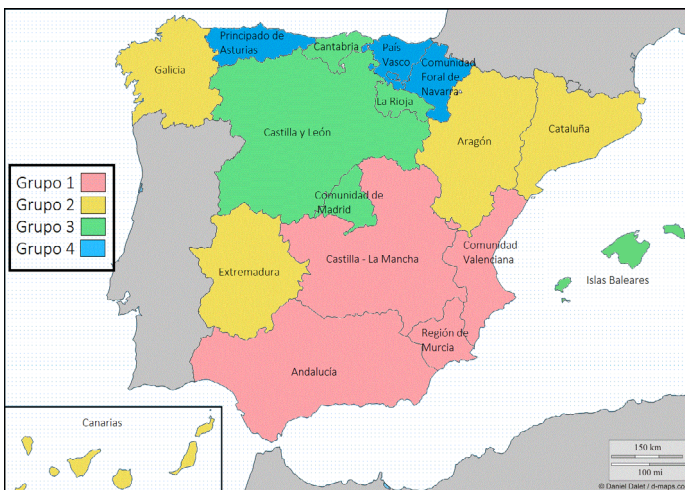 Principado de
Asturias
Cantabria
País
Vasco
Comunidad
Foral de
Navarra
Galicia
La Rioja
Castilla y León
Aragón
Cataluña
Grupo 1
Grupo 2
Grupo 3
Grupo 4
Comunidad de
Madrid
Comunidad
Valenciana
Castilla - La Mancha
Extremadura
Islas Baleares
Región de
Murcia
Andalucía
Canarias
150 km
100 mi
© Daniel Dalet / d-maps.co